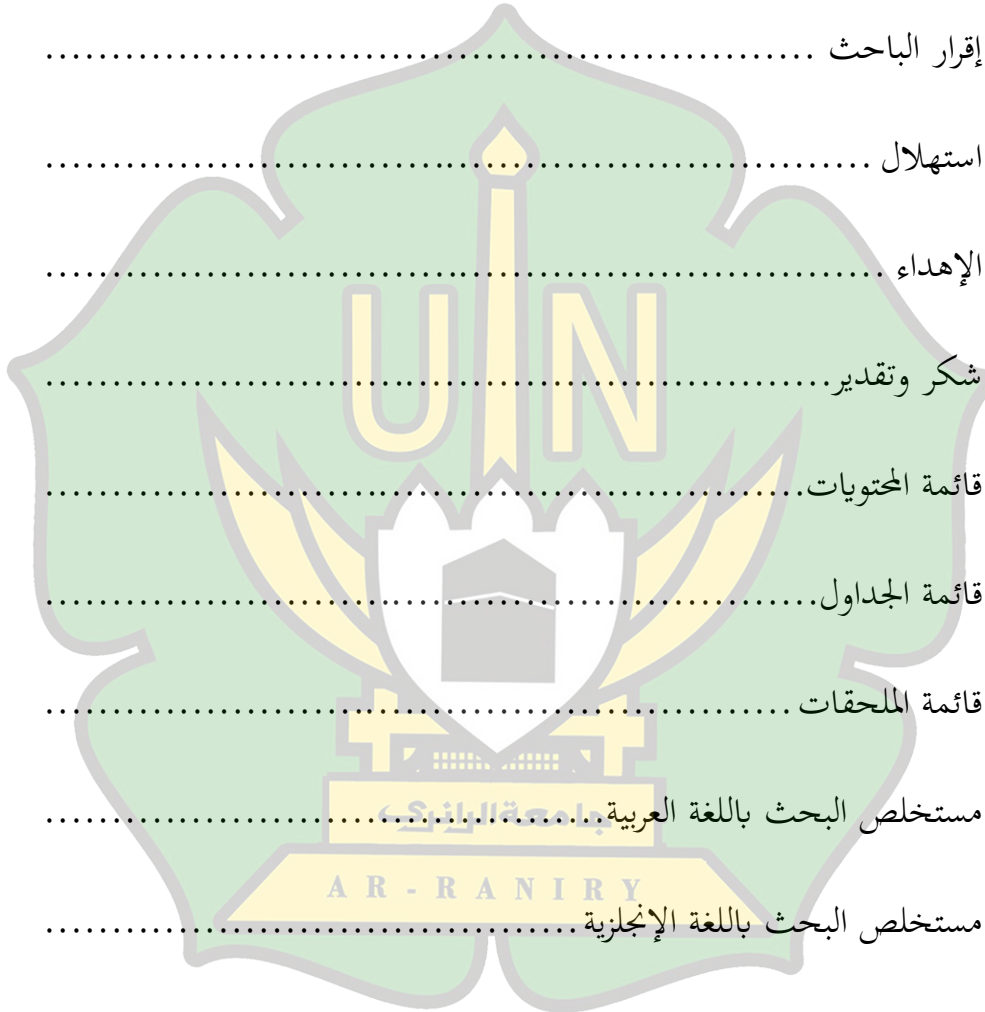 إقرار الباحث ..........................................................
استهلال ..............................................................
الإهداء ...............................................................
شكر وتقدير...........................................................
قائمة المحتويات.........................................................
قائمة الجداول..........................................................
قائمة الملحقات ........................................................
مستخلص البحث باللغة العربية..........................................
مستخلص البحث باللغة الإنجلزية........................................
UIN
جامعة الرانري
AR-RANIRY